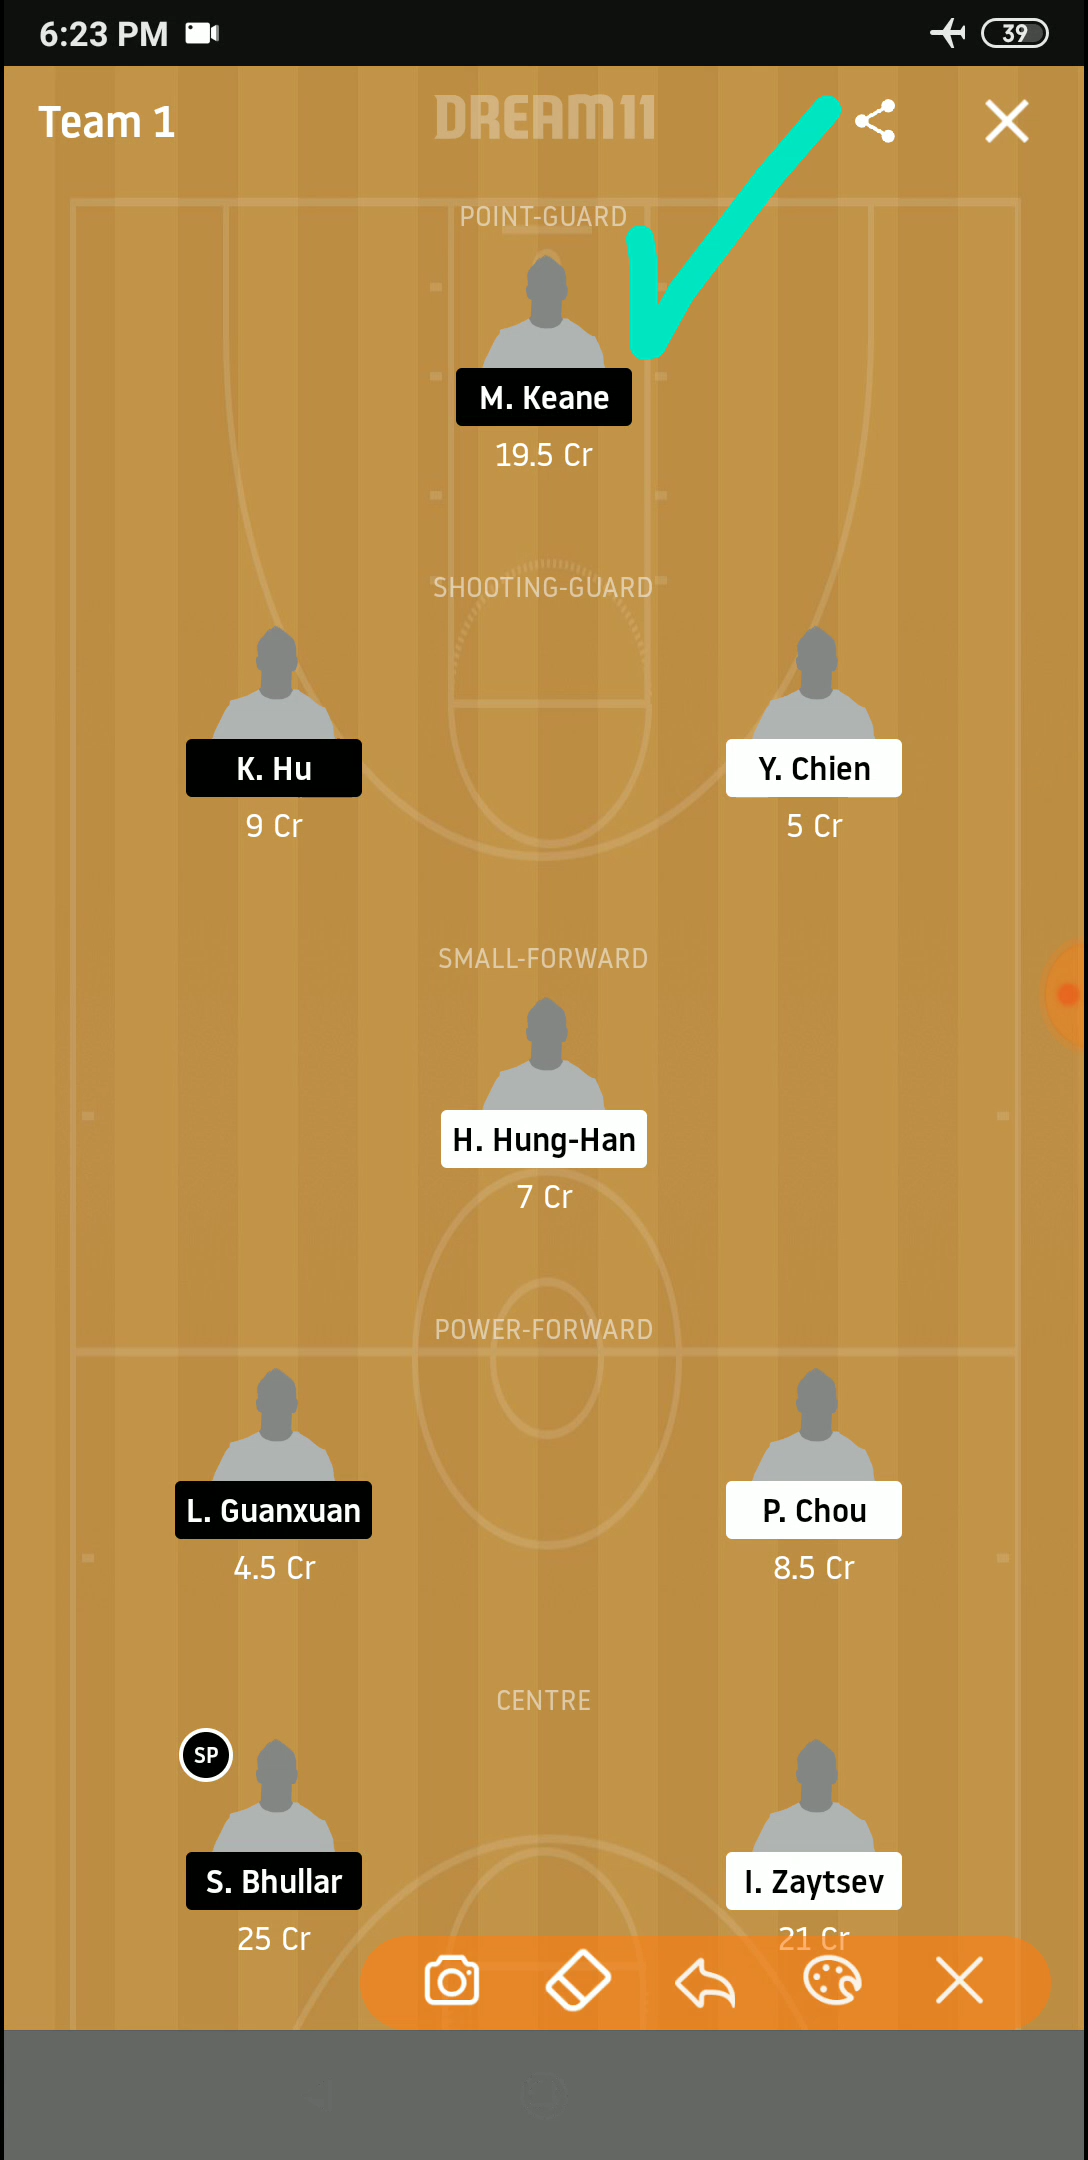 6:23 PM
39
Team 1
DREAM11
POINT-GUARD
M. Keane
19.5 Cr
SHOOTING-GUARD
K. Hu
Y. Chien
9 Cr
5 Cr
SMALL-FORWARD
H. Hung-Han
7 Cr
POWER-FORWARD
L. Guanxuan
P. Chou
4.5 Cr
8.5 Cr
CENTRE
SP
S. Bhullar
I. Zaytsev
25 Cr
21 Cr